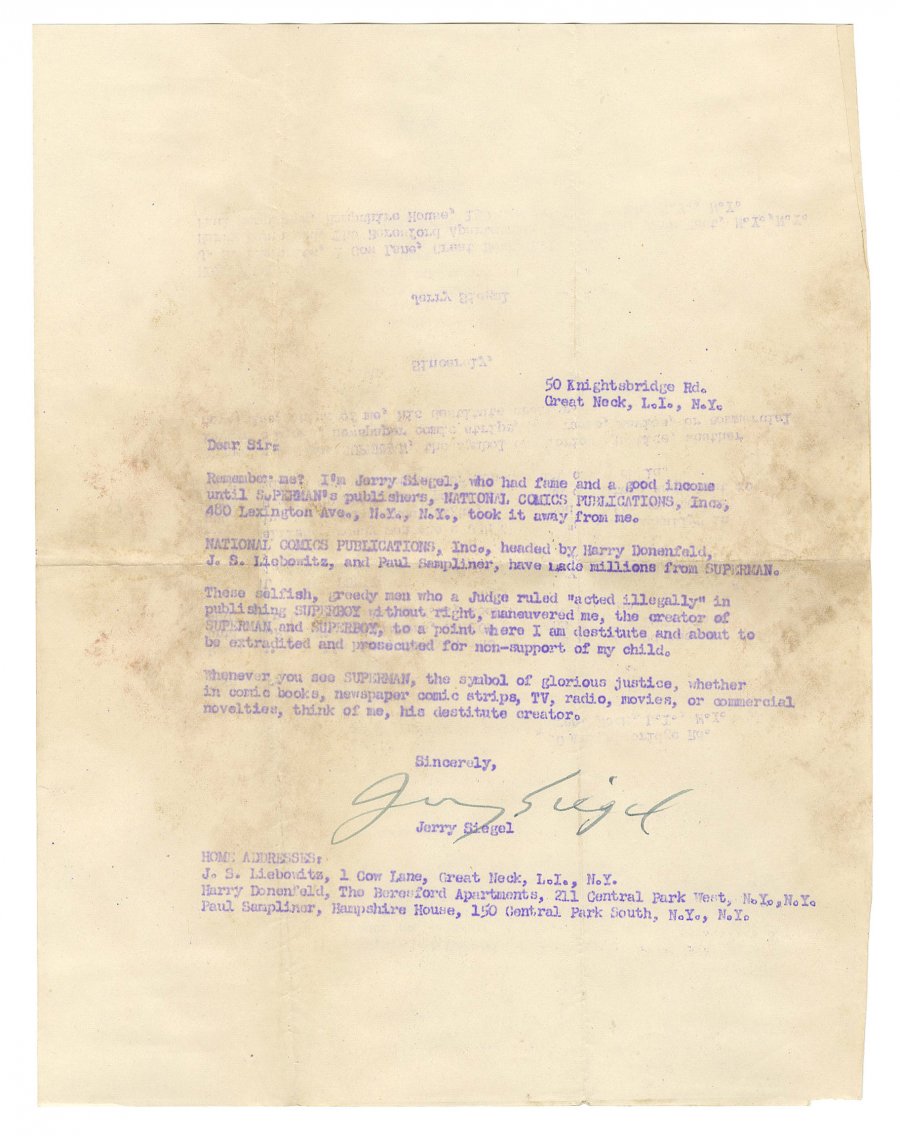 50 Knightsbridge Rd.
Great Neck, L.I., N.Y.
Dear Sir:
Remember me? I'm Jerry Siegel, who had fame and a good income
until SUPERMAN's publishers, NATIONAL COMICS PUBLICATIONS, Inc.,
480 Lexington Ave., N.Y., N.Y., took it away from me.
NATIONAL COMICS PUBLICATIONS, Inc., headed by Harry Donenfeld,
J. S. Liebowitz, and Paul Sampliner, have made millions from SUPERMAN.
These selfish, greedy men who a Judge ruled "acted illegally" in
publishing SUPERBOY without right, maneuvered me, the creator of
SUPERMAN and SUPERBOY, to a point where I am destitute and about to
be extradited and prosecuted for non-support of my child.
Whenever you see SUPERMAN, the symbol of glorious justice, whether
in comic books, newspaper comic strips, TV, radio, movies, or commercial
novelties, think of me, his destitute creator.
Sincerely,
Jerry Siegel
Jerry Siegel
HOME ADDRESSES:
J. S. Liebowitz, 1 Cow Lane, Great Neck, L.I., N.Y.
Harry Donenfeld, The Beresford Apartments, 211 Central Park West, N.Y.,N.Y.
Paul Sampliner, Hampshire House, 150 Central Park South, N.Y., N.Y.